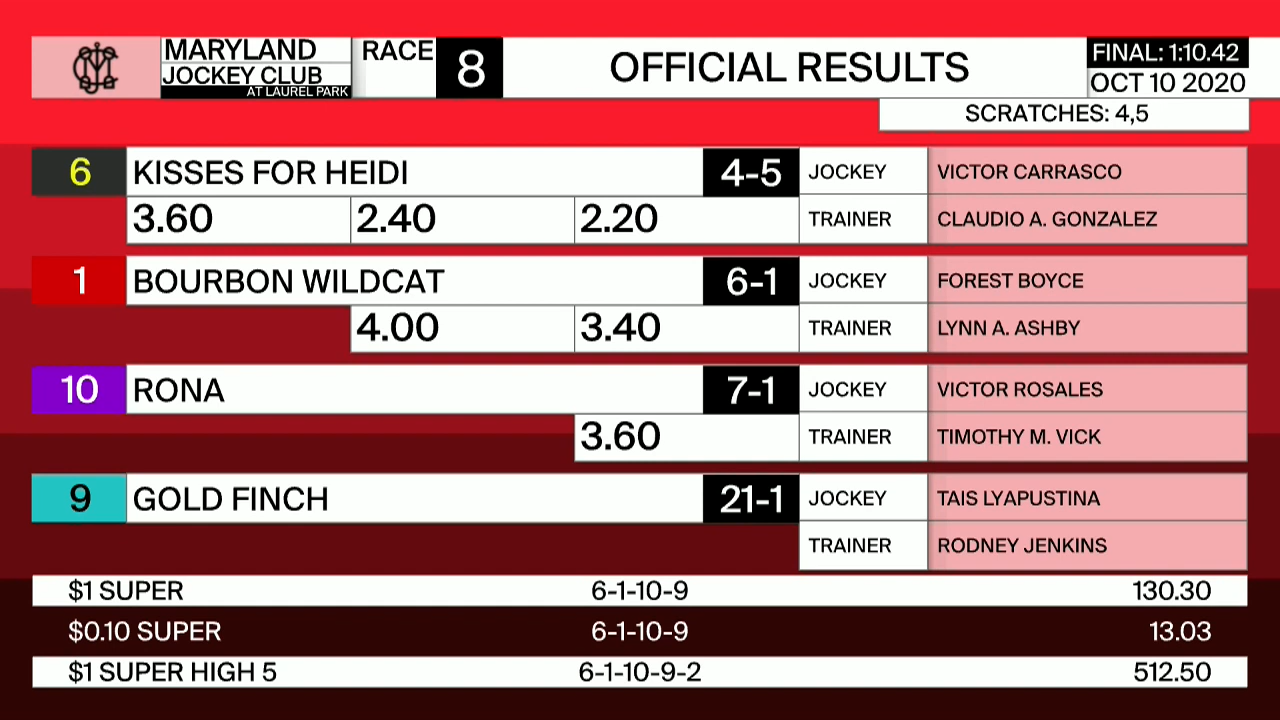 MARYLAND
JOCKEY CLUB
AT LAUREL PARK
RACE 8
OFFICIAL RESULTS
FINAL: 1:10.42
OCT 10 2020
SCRATCHES: 4,5
6 KISSES FOR HEIDI 4-5 JOCKEY VICTOR CARRASCO
3.60 2.40 2.20 TRAINER CLAUDIO A. GONZALEZ
1 BOURBON WILDCAT 6-1 JOCKEY FOREST BOYCE
4.00 3.40 TRAINER LYNN A. ASHBY
10 RONA 7-1 JOCKEY VICTOR ROSALES
3.60 TRAINER TIMOTHY M. VICK
9 GOLD FINCH 21-1 JOCKEY TAIS LYAPUSTINA
TRAINER RODNEY JENKINS
$1 SUPER 6-1-10-9 130.30
$0.10 SUPER 6-1-10-9 13.03
$1 SUPER HIGH 5 6-1-10-9-2 512.50